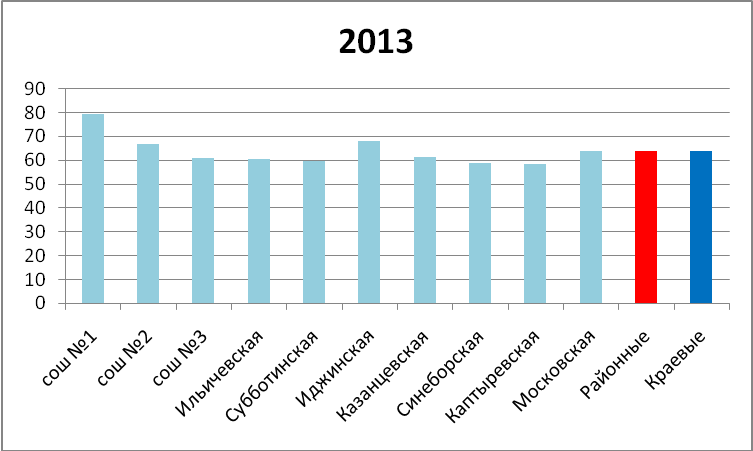 2013
90
80
70
60
50
40
30
20
10
0
сош №1
сош №2
сош №3
Ильичевская
Субботинская
Иджинская
Казанцевская
Синеборская
Каптыревская
Московская
Районные
Краевые